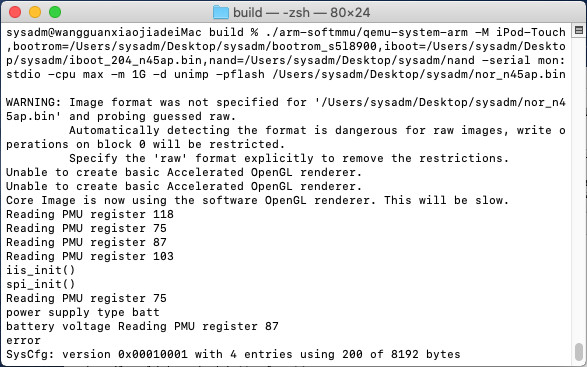 build — -zsh — 80×24
sysadm@wangguanxiaojiadeiMac build % ./arm-softmmu/qemu-system-arm -M iPod-Touch
,bootrom=/Users/sysadm/Desktop/sysadm/bootrom_s5l8900,iboot=/Users/sysadm/Deskto
p/sysadm/iboot_204_n45ap.bin,nand=/Users/sysadm/Desktop/sysadm/nand -serial mon:
stdio -cpu max -m 1G -d unimp -pflash /Users/sysadm/Desktop/sysadm/nor_n45ap.bin
WARNING: Image format was not specified for '/Users/sysadm/Desktop/sysadm/nor_n4
5ap.bin' and probing guessed raw.
         Automatically detecting the format is dangerous for raw images, write o
perations on block 0 will be restricted.
         Specify the 'raw' format explicitly to remove the restrictions.
Unable to create basic Accelerated OpenGL renderer.
Unable to create basic Accelerated OpenGL renderer.
Core Image is now using the software OpenGL renderer. This will be slow.
Reading PMU register 118
Reading PMU register 75
Reading PMU register 87
Reading PMU register 103
iis_init()
spi_init()
Reading PMU register 75
power supply type batt
battery voltage Reading PMU register 87
error
SysCfg: version 0x00010001 with 4 entries using 200 of 8192 bytes